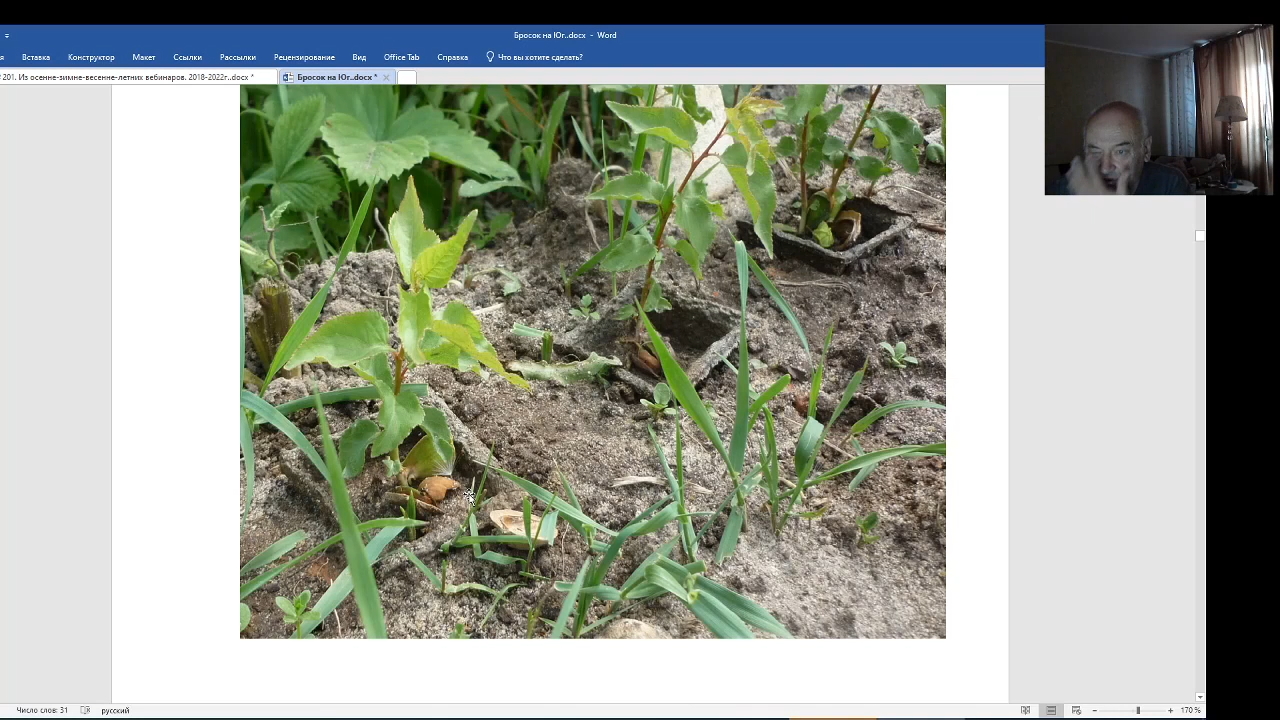 Бросок на Юг..docx - Word
я Вставка Конструктор Макет Ссылки Рассылки Рецензирование Вид Office Tab Справка Что вы хотите сделать?
201. Из осенне-зимне-весенне-летних вебинаров. 2018-2022г..docx * Бросок на Юг..docx *
Число слов: 31 русский 170 %